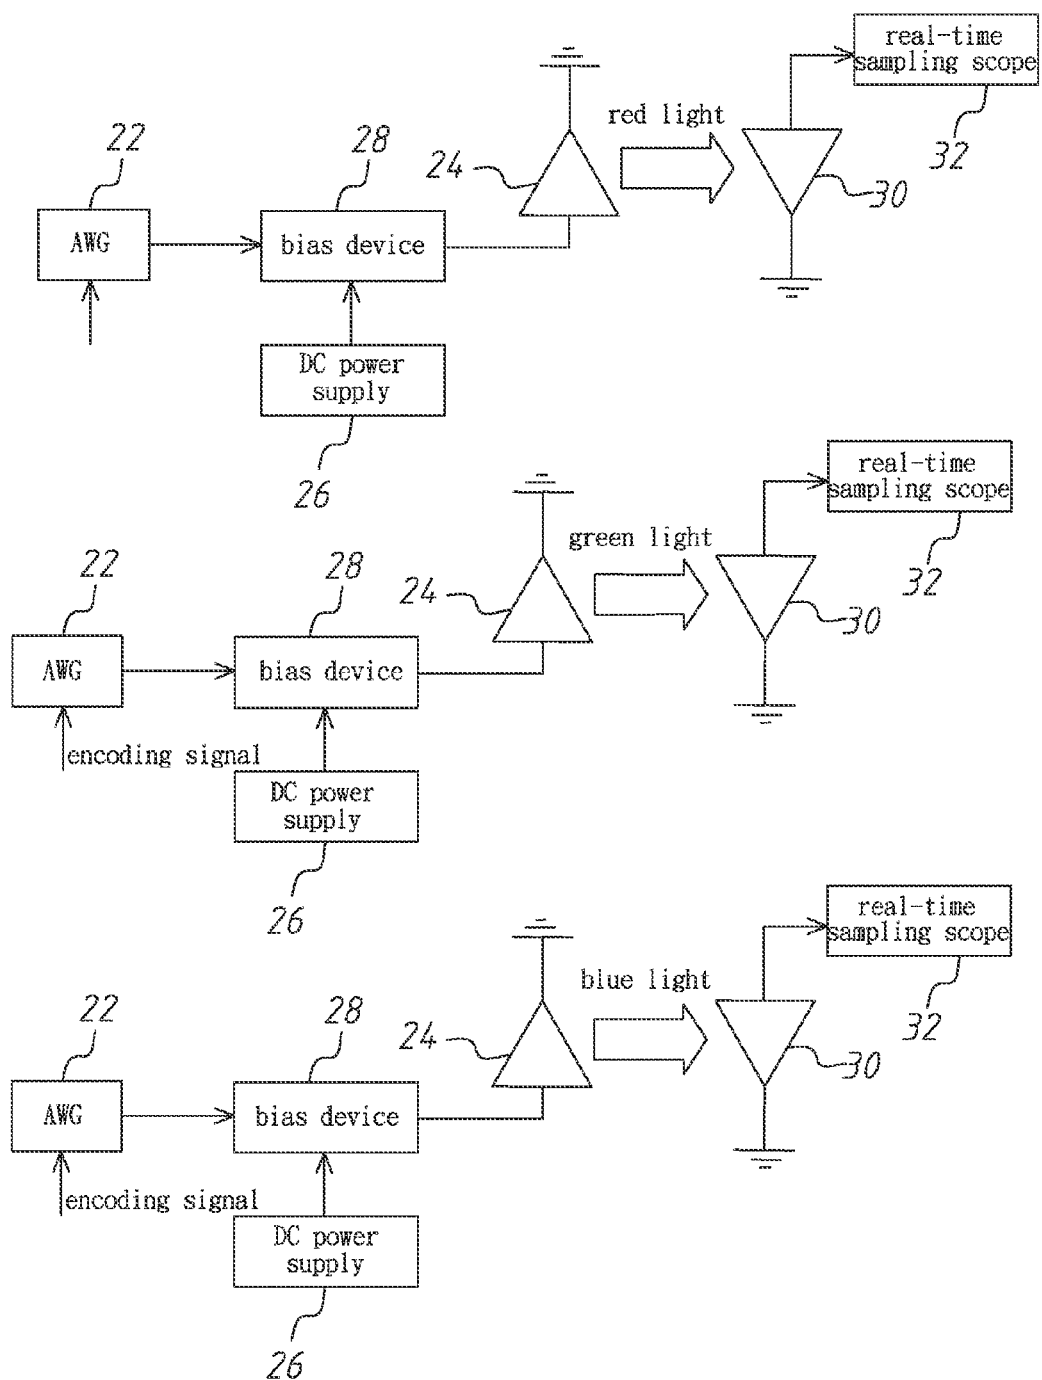 real-time
sampling scope
red light
22
28
24
32
30
AWG
bias device
DC power
supply
26
real-time
sampling scope
green light
22
28
24
32
30
AWG
bias device
encoding signal
DC power
supply
26
real-time
sampling scope
blue light
22
28
24
32
30
AWG
bias device
encoding signal
DC power
supply
26